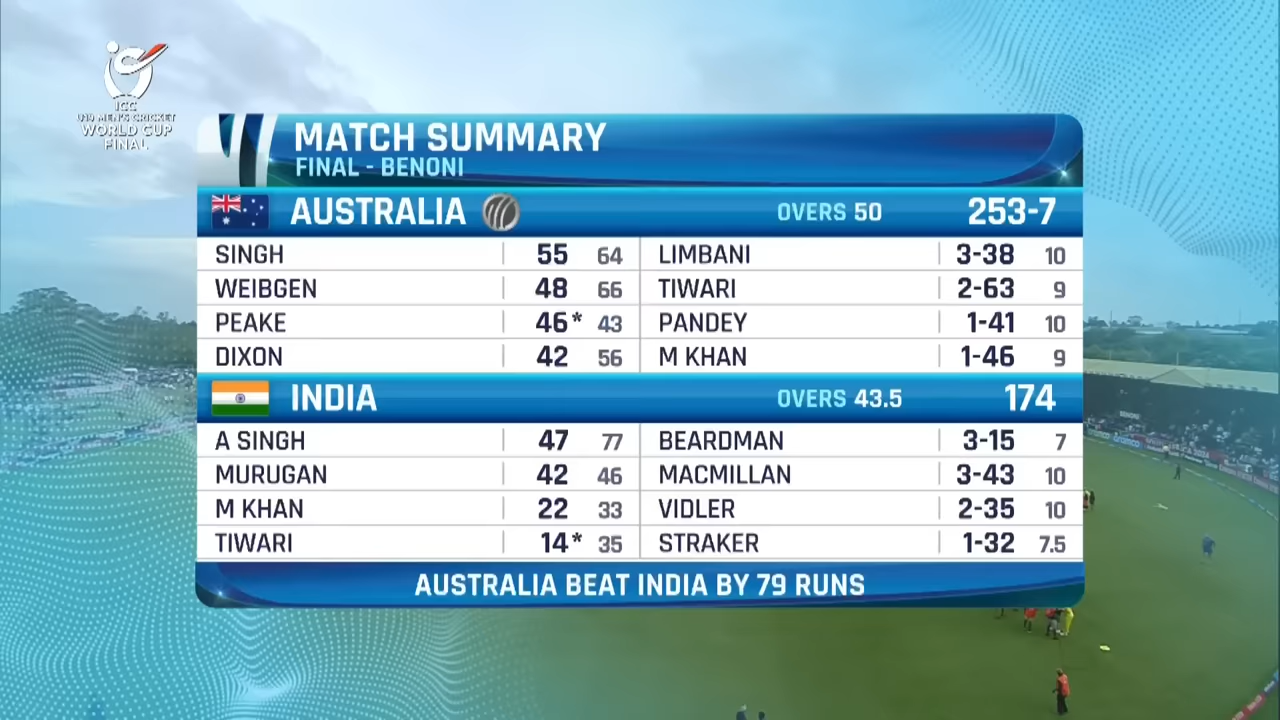 ICC
U19 MEN'S CRICKET
WORLD CUP
FINAL
MATCH SUMMARY
FINAL - BENONI
AUSTRALIA OVERS 50 253-7
SINGH 55 64 LIMBANI 3-38 10
WEIBGEN 48 66 TIWARI 2-63 9
PEAKE 46* 43 PANDEY 1-41 10
DIXON 42 56 M KHAN 1-46 9
INDIA OVERS 43.5 174
A SINGH 47 77 BEARDMAN 3-15 7
MURUGAN 42 46 MACMILLAN 3-43 10
M KHAN 22 33 VIDLER 2-35 10
TIWARI 14* 35 STRAKER 1-32 7.5
AUSTRALIA BEAT INDIA BY 79 RUNS